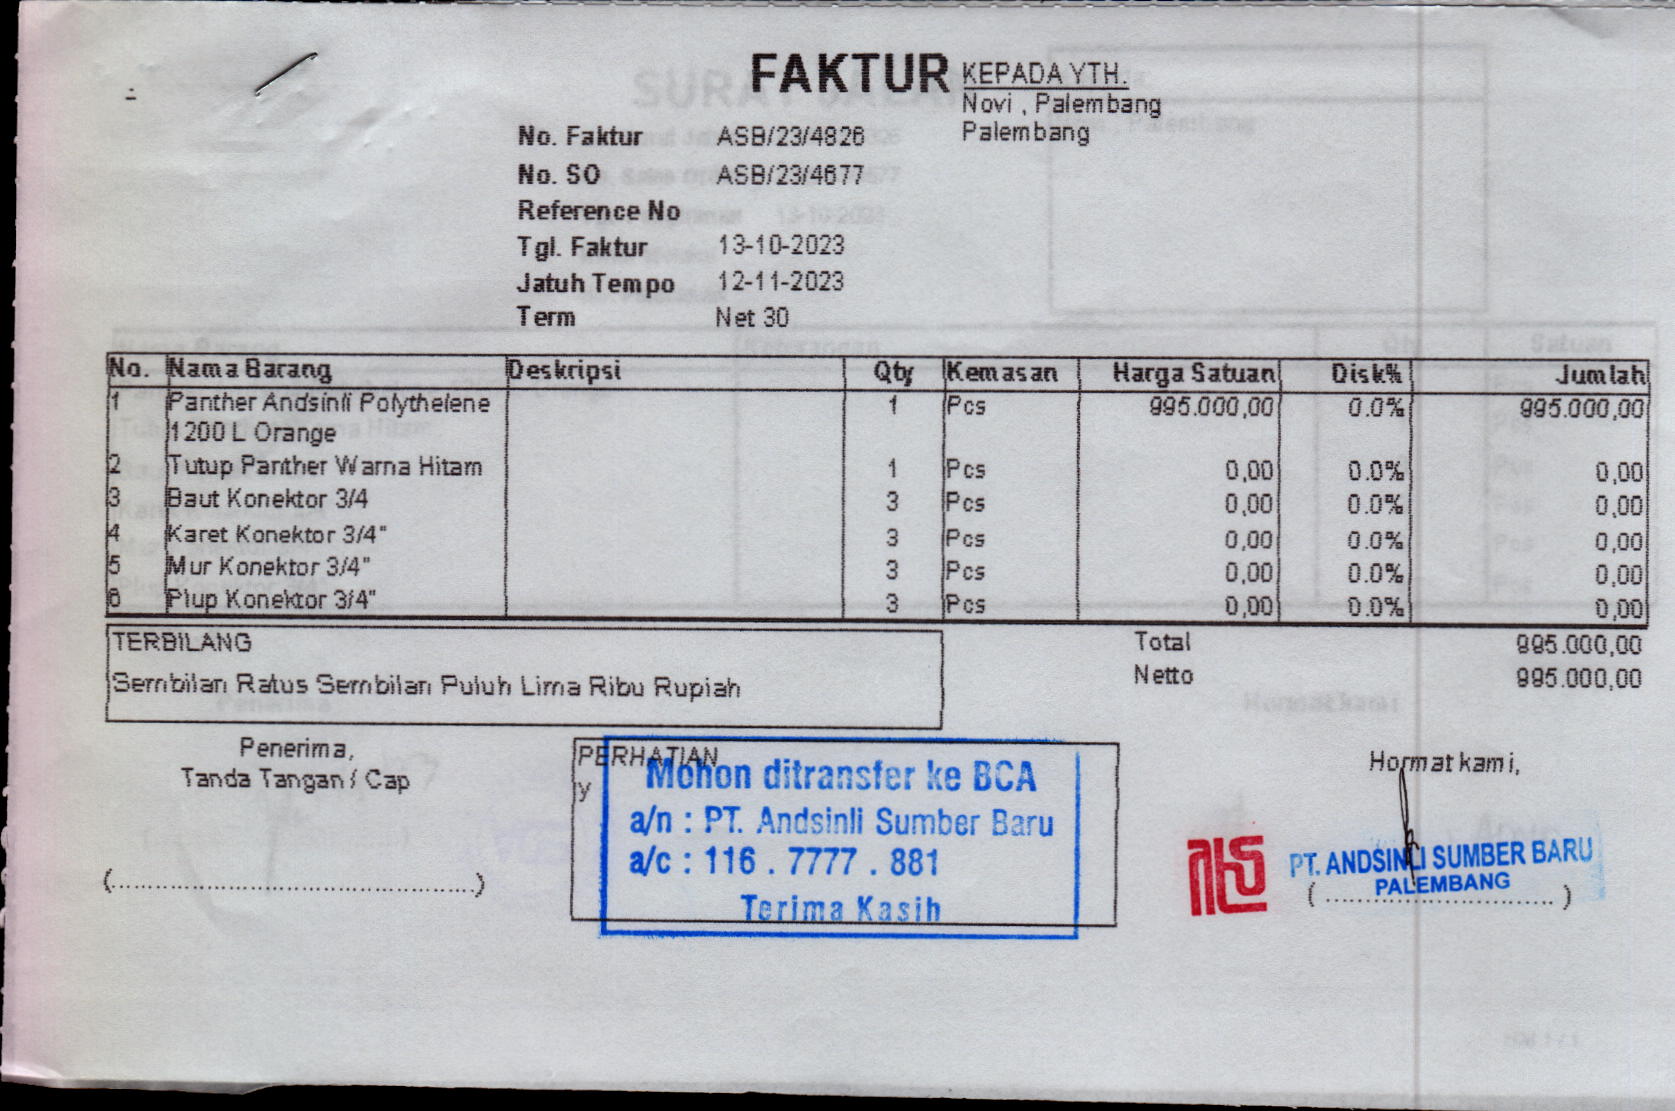 FAKTUR
KEPADA YTH.
Novi , Palembang
Palembang
No. Faktur ASB/23/4826
No. SO ASB/23/4677
Reference No
Tgl. Faktur 13-10-2023
Jatuh Tempo 12-11-2023
Term Net 30
No. Nama Barang Deskripsi Qty Kemasan Harga Satuan Disk% Jumlah
1 Panther Andsinli Polythelene 1 Pcs 995.000,00 0.0% 995.000,00
1200 L Orange
2 Tutup Panther Warna Hitam 1 Pcs 0,00 0.0% 0,00
3 Baut Konektor 3/4 3 Pcs 0,00 0.0% 0,00
4 Karet Konektor 3/4" 3 Pcs 0,00 0.0% 0,00
5 Mur Konektor 3/4" 3 Pcs 0,00 0.0% 0,00
6 Plup Konektor 3/4" 3 Pcs 0,00 0.0% 0,00
TERBILANG
Sembilan Ratus Sembilan Puluh Lima Ribu Rupiah
Total 995.000,00
Netto 995.000,00
Penerima,
Tanda Tangan / Cap
(....................................................)
PERHATIAN
y
Mohon ditransfer ke BCA
a/n : PT. Andsinli Sumber Baru
a/c : 116 . 7777 . 881
Terima Kasih
Hormat kami,
PT. ANDSINLI SUMBER BARU
PALEMBANG
( ................................ )